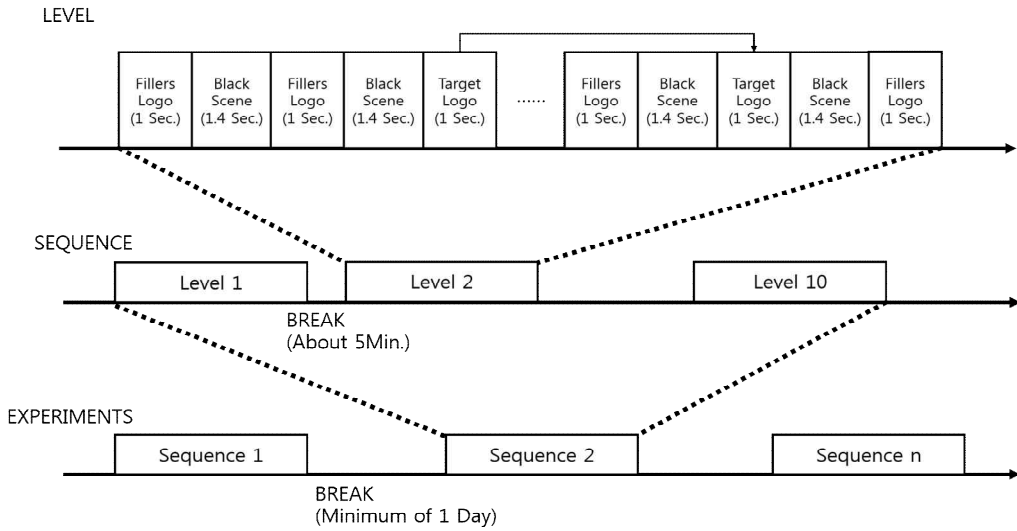 LEVEL
Fillers
Logo
(1 Sec.)
Black
Scene
(1.4 Sec.)
Fillers
Logo
(1 Sec.)
Black
Scene
(1.4 Sec.)
Target
Logo
(1 Sec.)
......
Fillers
Logo
(1 Sec.)
Black
Scene
(1.4 Sec.)
Target
Logo
(1 Sec.)
Black
Scene
(1.4 Sec.)
Fillers
Logo
(1 Sec.)
SEQUENCE
Level 1
Level 2
Level 10
BREAK
(About 5Min.)
EXPERIMENTS
Sequence 1
Sequence 2
Sequence n
BREAK
(Minimum of 1 Day)